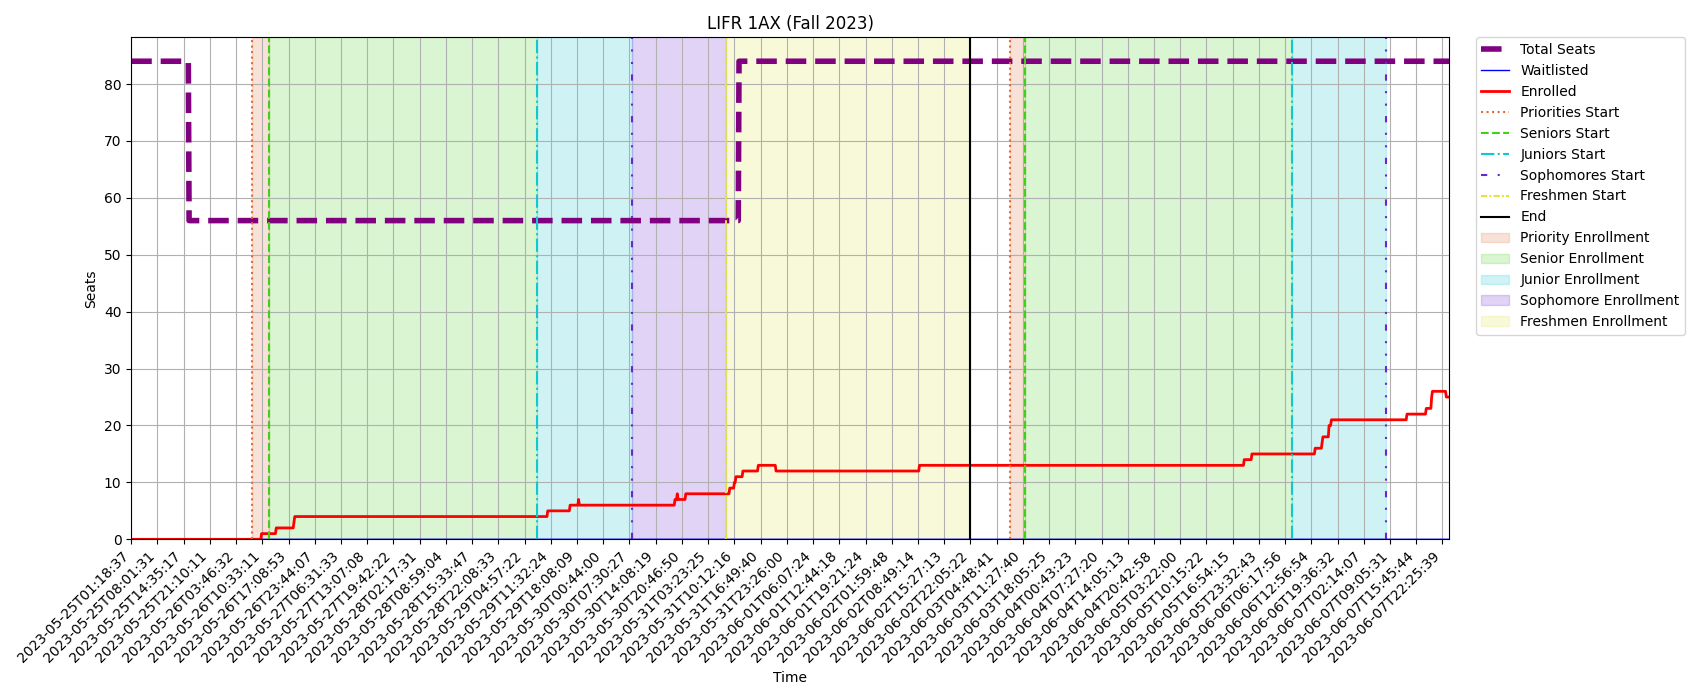 LIFR 1AX (Fall 2023)
Seats
80
70
60
50
40
30
20
10
0
2023-05-25T01:18:37
2023-05-25T08:01:31
2023-05-25T14:35:17
2023-05-25T21:10:11
2023-05-26T03:46:32
2023-05-26T10:33:11
2023-05-26T17:08:53
2023-05-26T23:44:07
2023-05-27T06:31:33
2023-05-27T13:07:08
2023-05-27T19:42:22
2023-05-28T02:17:31
2023-05-28T08:59:04
2023-05-28T15:33:47
2023-05-28T22:08:33
2023-05-29T04:57:22
2023-05-29T11:32:24
2023-05-29T18:08:09
2023-05-30T00:44:00
2023-05-30T07:30:27
2023-05-30T14:08:19
2023-05-30T20:46:50
2023-05-31T03:23:25
2023-05-31T10:12:16
2023-05-31T16:49:40
2023-05-31T23:26:00
2023-06-01T06:07:24
2023-06-01T12:44:18
2023-06-01T19:21:24
2023-06-02T01:59:48
2023-06-02T08:49:14
2023-06-02T15:27:13
2023-06-02T22:05:22
2023-06-03T04:48:41
2023-06-03T11:27:40
2023-06-03T18:05:25
2023-06-04T00:43:23
2023-06-04T07:27:20
2023-06-04T14:05:13
2023-06-04T20:42:58
2023-06-05T03:22:00
2023-06-05T10:15:22
2023-06-05T16:54:15
2023-06-05T23:32:43
2023-06-06T06:17:56
2023-06-06T12:56:54
2023-06-06T19:36:32
2023-06-07T02:14:07
2023-06-07T09:05:31
2023-06-07T15:45:44
2023-06-07T22:25:39
Time
Total Seats
Waitlisted
Enrolled
Priorities Start
Seniors Start
Juniors Start
Sophomores Start
Freshmen Start
End
Priority Enrollment
Senior Enrollment
Junior Enrollment
Sophomore Enrollment
Freshmen Enrollment